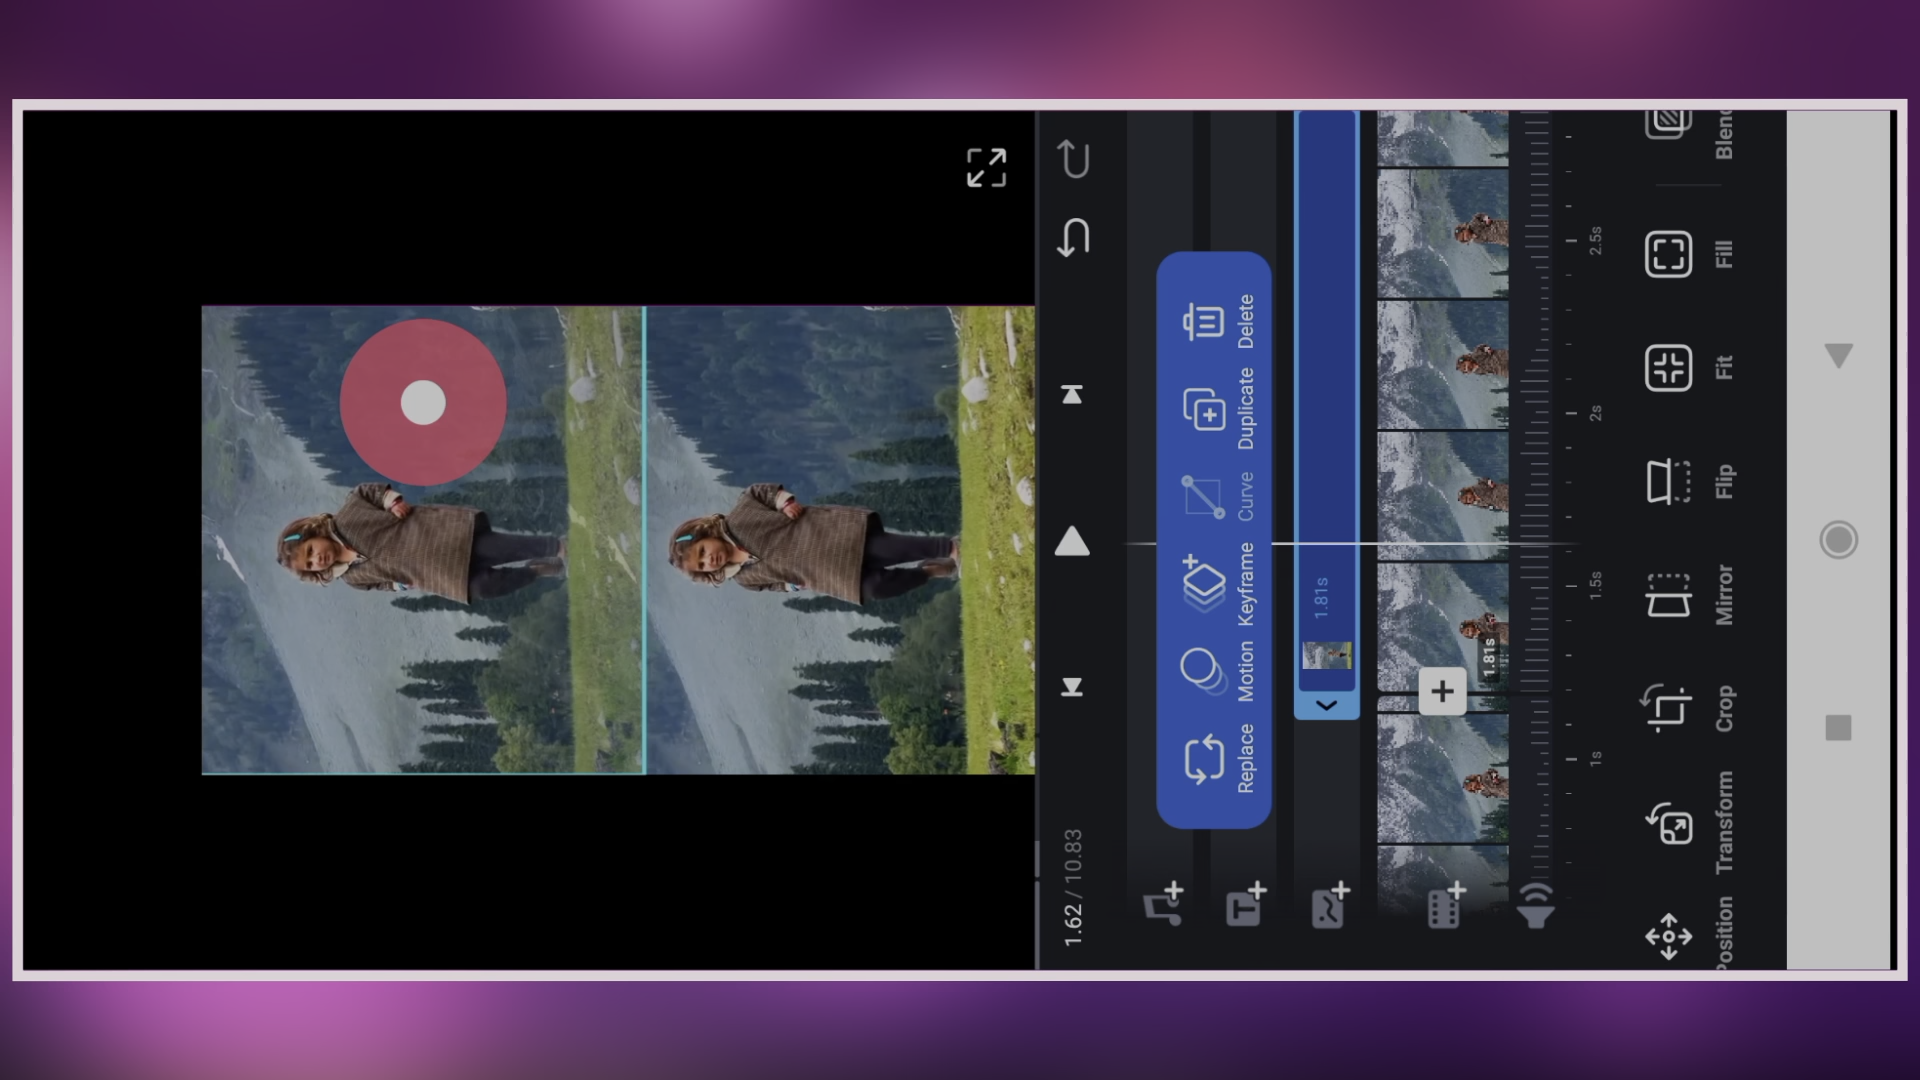 1.62 / 10.83
Replace Motion Keyframe Curve Duplicate Delete
1.81s
1.81s
1s 1.5s 2s 2.5s
Position Transform Crop Mirror Flip Fit Fill Blend